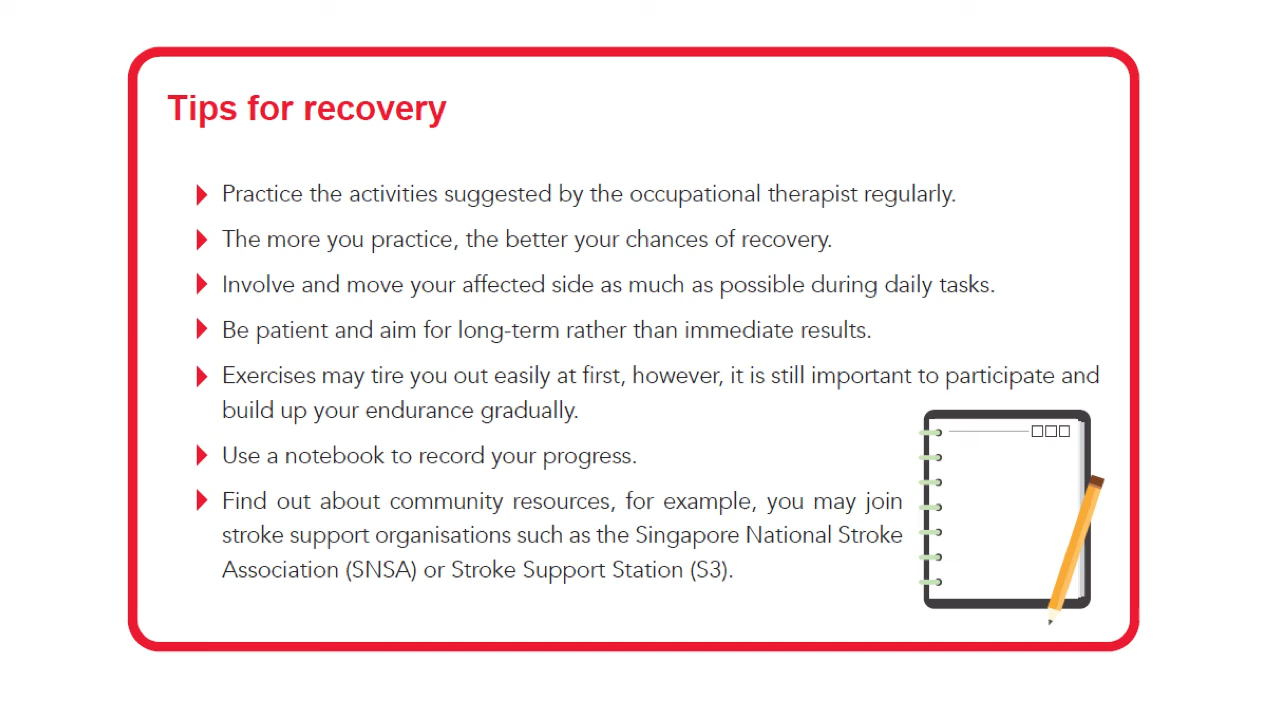 Tips for recovery
Practice the activities suggested by the occupational therapist regularly.
The more you practice, the better your chances of recovery.
Involve and move your affected side as much as possible during daily tasks.
Be patient and aim for long-term rather than immediate results.
Exercises may tire you out easily at first, however, it is still important to participate and
build up your endurance gradually.
Use a notebook to record your progress.
Find out about community resources, for example, you may join
stroke support organisations such as the Singapore National Stroke
Association (SNSA) or Stroke Support Station (S3).